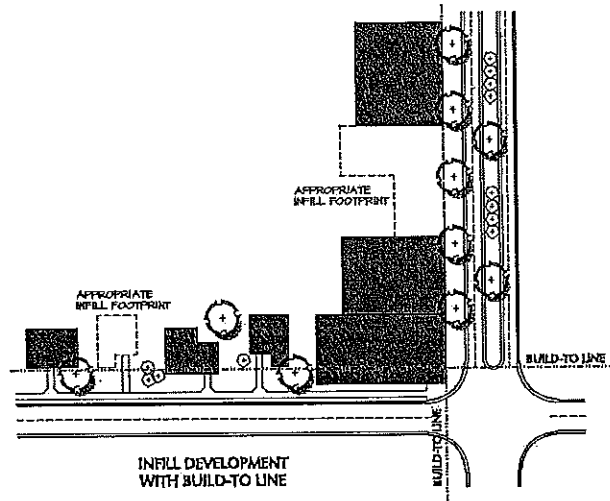 APPROPRIATE
INFILL FOOTPRINT
APPROPRIATE
INFILL FOOTPRINT
BUILD-TO LINE
BUILD-TO LINE
INFILL DEVELOPMENT
WITH BUILD-TO LINE